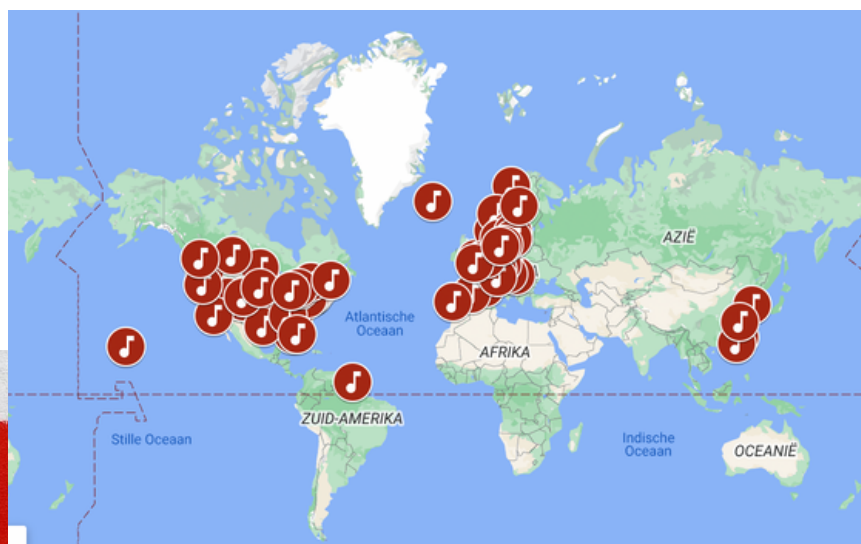 AZIË
Atlantische
Oceaan
AFRIKA
ZUID-AMERIKA
Stille Oceaan
Indische
Oceaan
OCEANIË